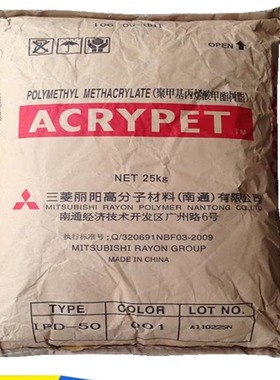 OPEN
POLYMETHYL METHACRYLATE (聚甲基丙烯酸甲酯树脂)
ACRYPET TM
NET 25kg
三菱丽阳高分子材料(南通)有限公司
南通经济技术开发区广州路6号
执行标准号:Q/320691NBF03-2009
MITSUBISHI RAYON POLYMER NANTONG CO.LTD
MITSUBISHI RAYON GROUP
MADE IN CHINA
TYPE COLOR LOT NO.
IRD-50 001 A110225N